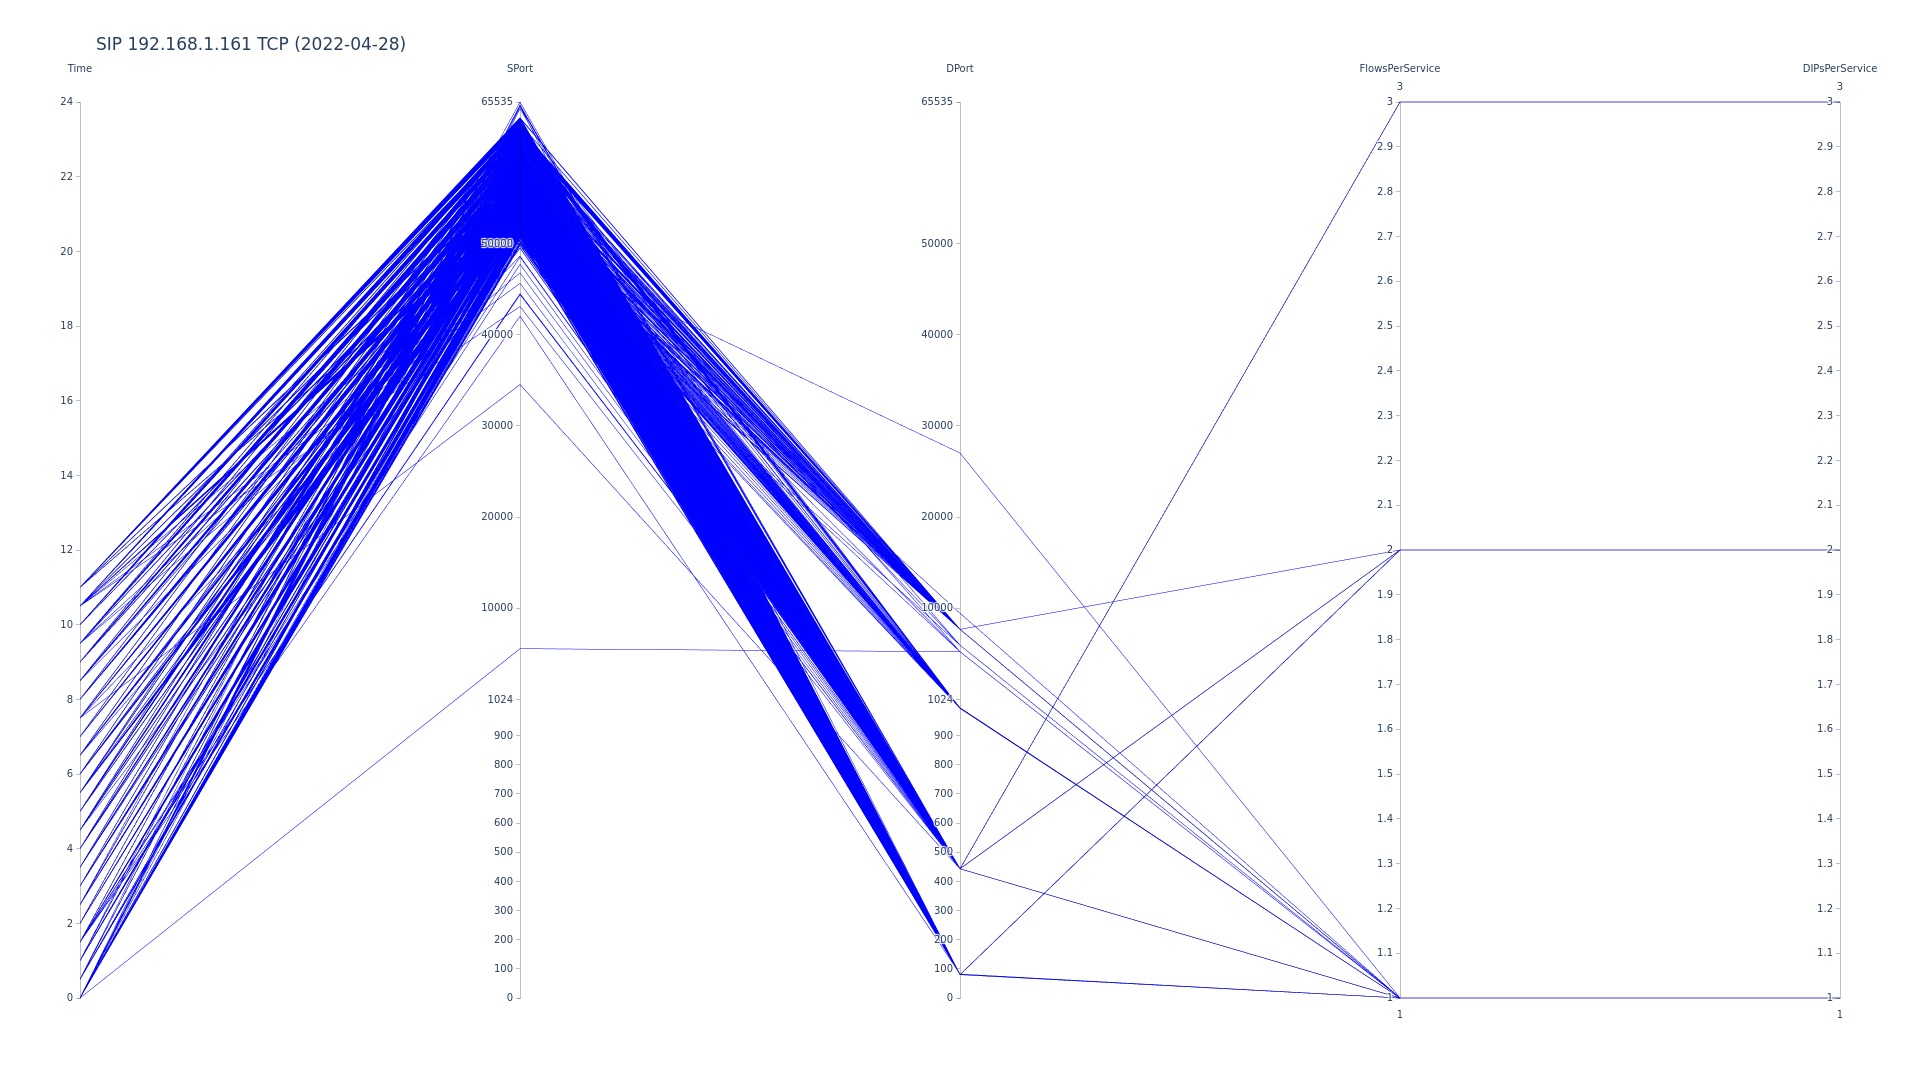 SIP 192.168.1.161 TCP (2022-04-28)
Time SPort DPort FlowsPerService DIPsPerService
3 3
24 65535 65535 3 3
2.9 2.9
22
2.8 2.8
2.7 2.7
20 50000 50000
2.6 2.6
18 40000 40000 2.5 2.5
2.4 2.4
16
2.3 2.3
30000 30000
2.2 2.2
14
2.1 2.1
20000 20000
12 2 2
1.9 1.9
10000 10000
10
1.8 1.8
1.7 1.7
8 1024 1024
1.6 1.6
900 900
800 800
6 1.5 1.5
700 700
600 600 1.4 1.4
4 500 500
1.3 1.3
400 400
300 300 1.2 1.2
2
200 200
1.1 1.1
100 100
0 0 0 1 1
1 1